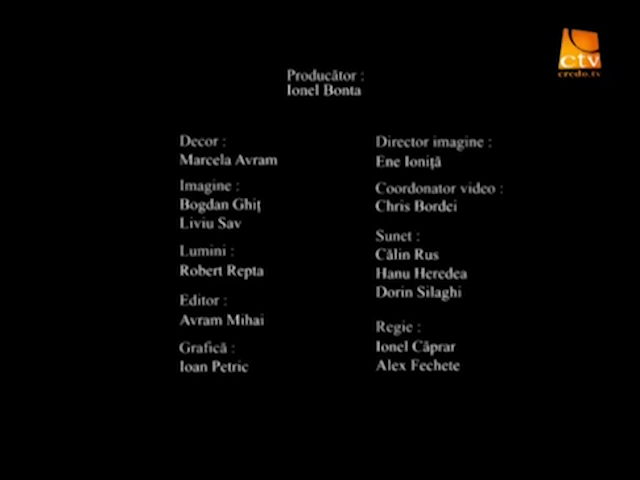 ctv
credo.tv
Producător :
Ionel Bonta
Decor :
Marcela Avram
Imagine :
Bogdan Ghiț
Liviu Sav
Lumini :
Robert Repta
Editor :
Avram Mihai
Grafică :
Ioan Petric
Director imagine :
Ene Ioniță
Coordonator video :
Chris Bordei
Sunet :
Călin Rus
Hanu Heredea
Dorin Silaghi
Regie :
Ionel Căprar
Alex Fechete